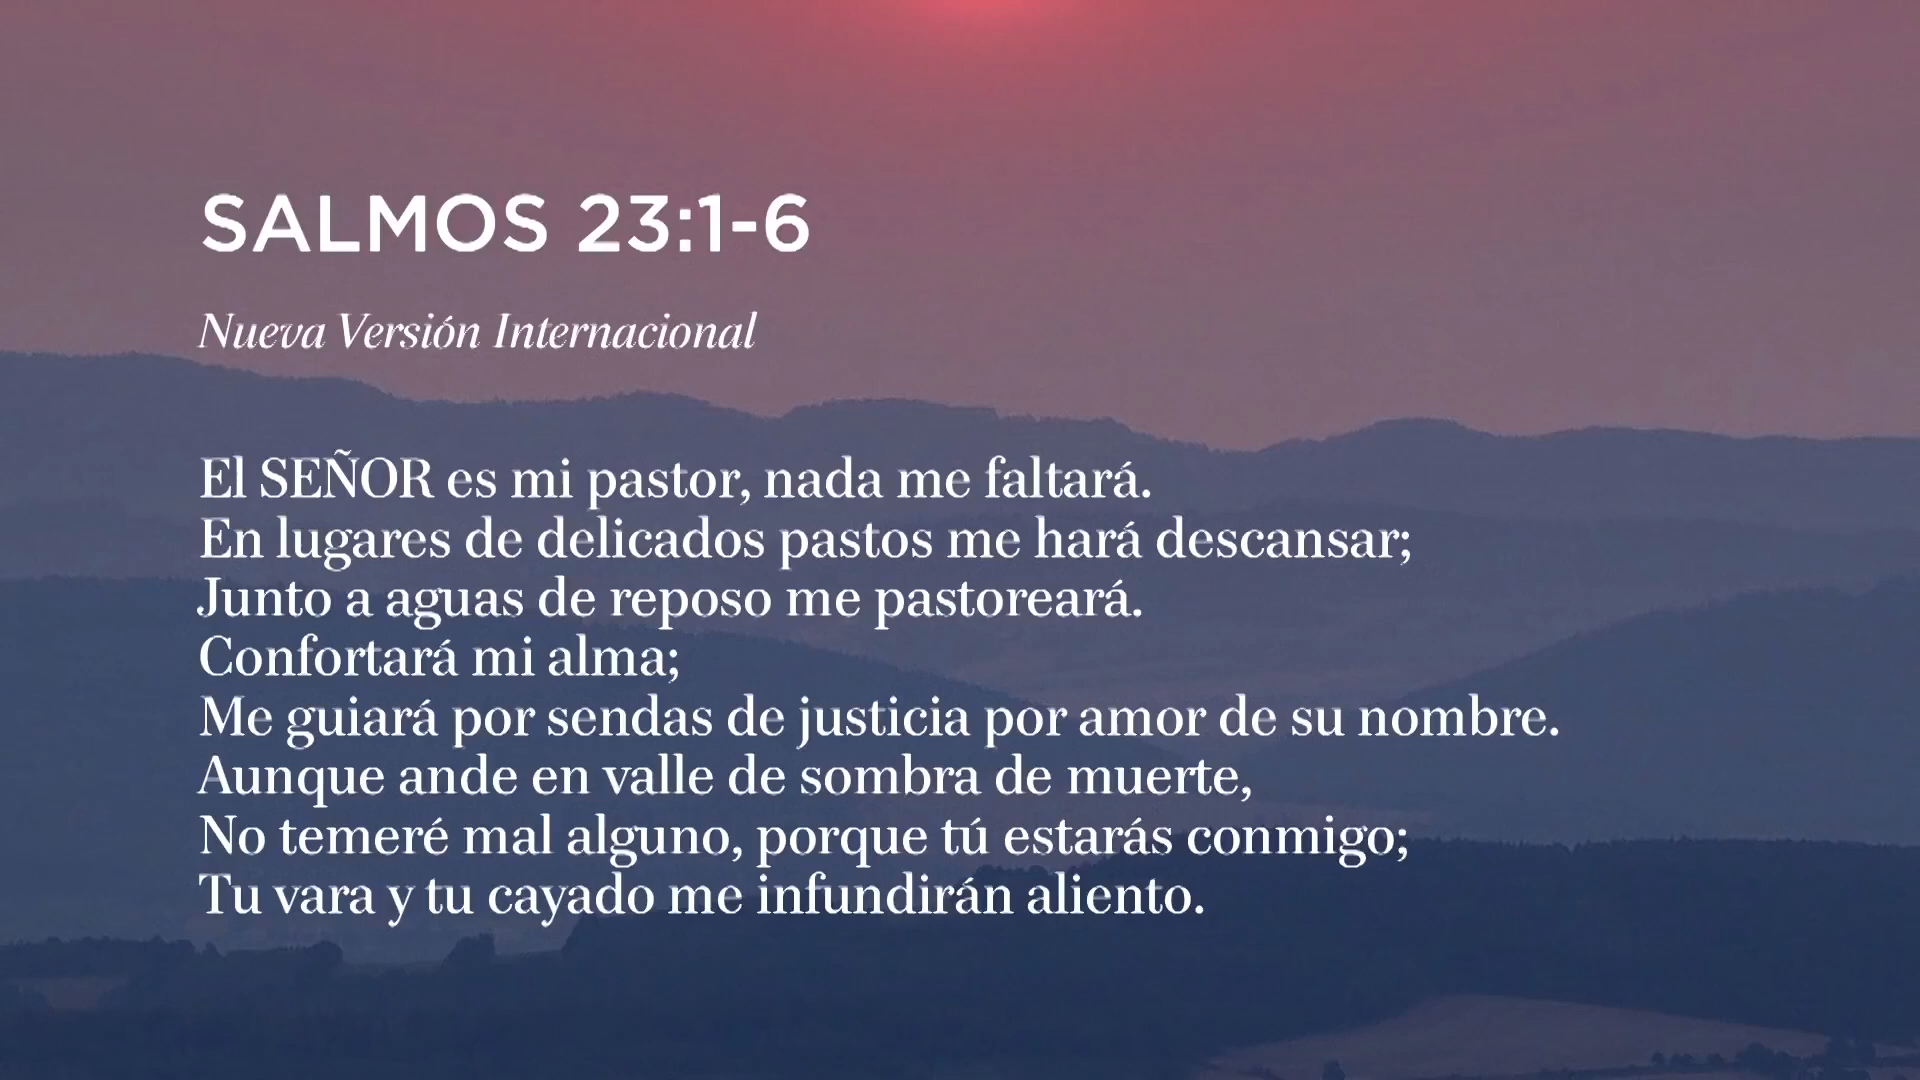 SALMOS 23:1-6
Nueva Versión Internacional
El SEÑOR es mi pastor, nada me faltará.
En lugares de delicados pastos me hará descansar;
Junto a aguas de reposo me pastoreará.
Confortará mi alma;
Me guiará por sendas de justicia por amor de su nombre.
Aunque ande en valle de sombra de muerte,
No temeré mal alguno, porque tú estarás conmigo;
Tu vara y tu cayado me infundirán aliento.